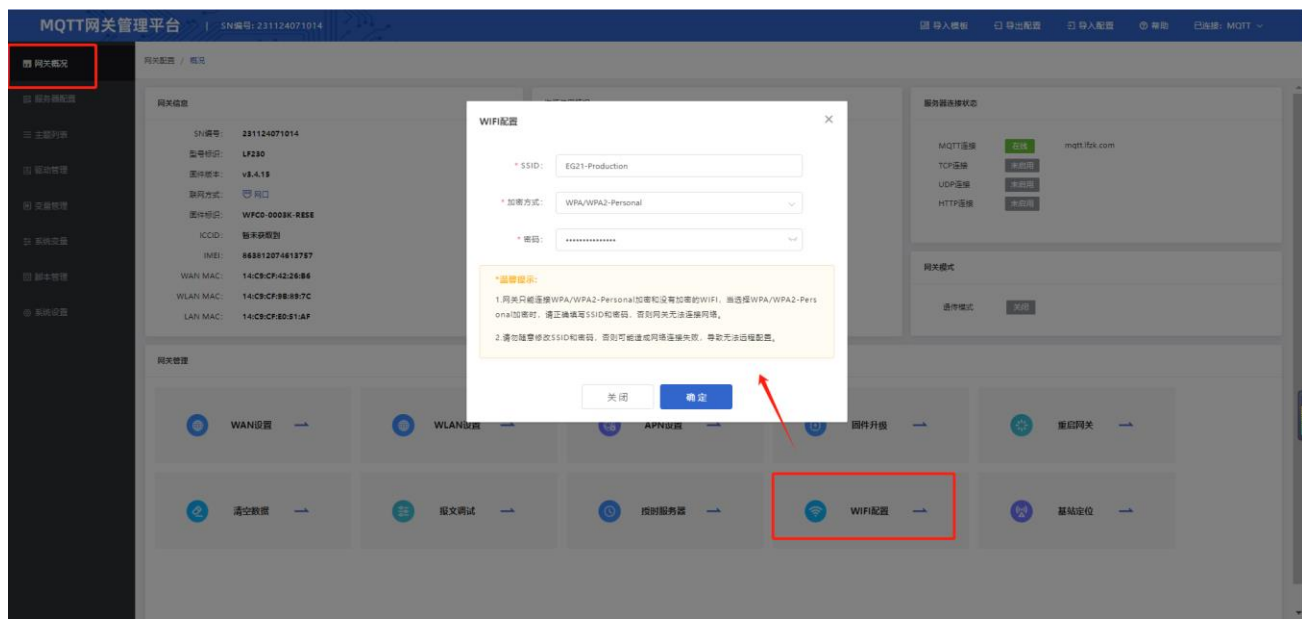 MQTT网关管理平台 | SN编号: 231124071014
导入模板 导出配置 导入配置 帮助 已连接: MQTT
网关概况
服务器配置
主题列表
驱动管理
变量管理
系统变量
脚本管理
系统设置
网关配置 / 概况
网关信息
SN编号: 231124071014
型号标识: LF230
固件版本: v3.4.13
联网方式: 网口
固件标识: WFC0-0003K-RESE
ICCID: 暂未获取到
IMEI: 863812074613787
WAN MAC: 14:C9:CF:42:26:B6
WLAN MAC: 14:C9:CF:9B:89:7C
LAN MAC: 14:C9:CF:E0:51:AF
WIFI配置
* SSID: EG21-Production
* 加密方式: WPA/WPA2-Personal
* 密码: ···············
*温馨提示:
1.网关只能连接WPA/WPA2-Personal加密和没有加密的WIFI，当选择WPA/WPA2-Pers
onal加密时，请正确填写SSID和密码，否则网关无法连接网络。
2.请勿随意修改SSID和密码，否则可能造成网络连接失败，导致无法远程配置。
关闭 确定
服务器连接状态
MQTT连接 在线 mqtt.lfzk.com
TCP连接 未启用
UDP连接 未启用
HTTP连接 未启用
网关模式
透传模式 关闭
网关管理
WAN设置 WLAN设置 APN设置 固件升级 重启网关
清空数据 报文调试 授时服务器 WIFI配置 基站定位